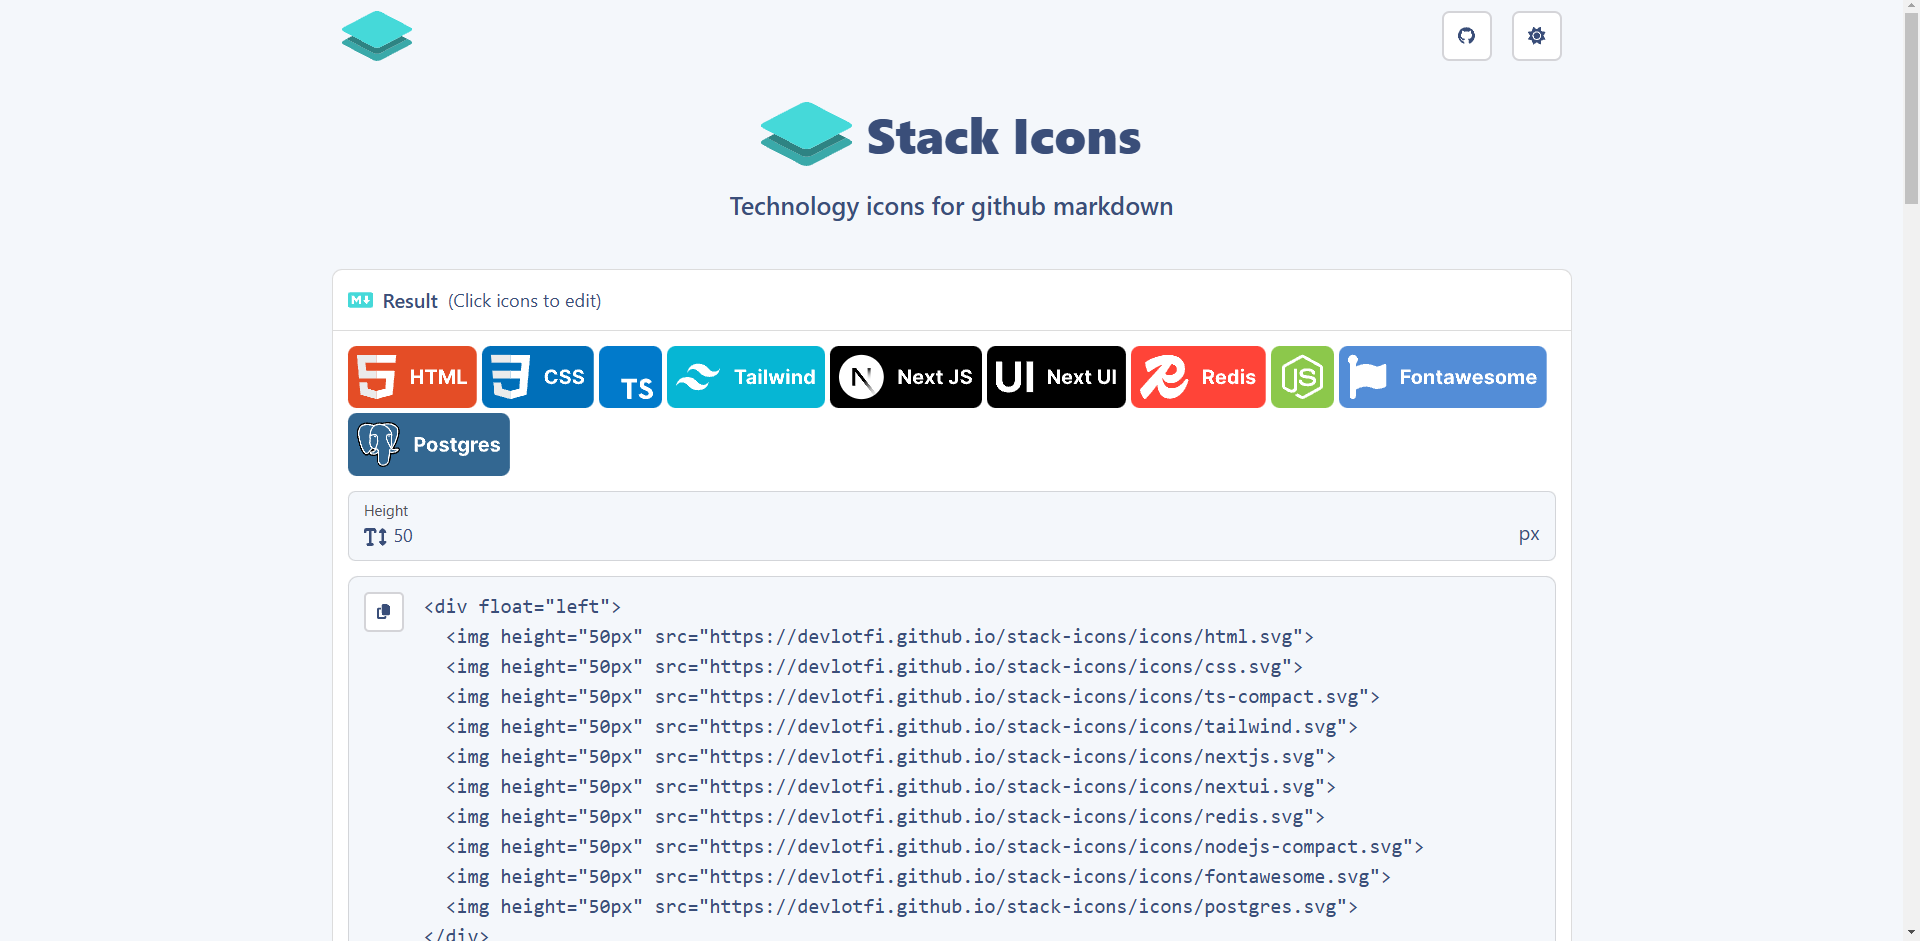 Stack Icons
Technology icons for github markdown
M Result (Click icons to edit)
HTML CSS TS Tailwind N Next JS UI Next UI Redis JS Fontawesome
Postgres
Height
50 px
<div float="left">
<img height="50px" src="https://devlotfi.github.io/stack-icons/icons/html.svg">
<img height="50px" src="https://devlotfi.github.io/stack-icons/icons/css.svg">
<img height="50px" src="https://devlotfi.github.io/stack-icons/icons/ts-compact.svg">
<img height="50px" src="https://devlotfi.github.io/stack-icons/icons/tailwind.svg">
<img height="50px" src="https://devlotfi.github.io/stack-icons/icons/nextjs.svg">
<img height="50px" src="https://devlotfi.github.io/stack-icons/icons/nextui.svg">
<img height="50px" src="https://devlotfi.github.io/stack-icons/icons/redis.svg">
<img height="50px" src="https://devlotfi.github.io/stack-icons/icons/nodejs-compact.svg">
<img height="50px" src="https://devlotfi.github.io/stack-icons/icons/fontawesome.svg">
<img height="50px" src="https://devlotfi.github.io/stack-icons/icons/postgres.svg">
</div>